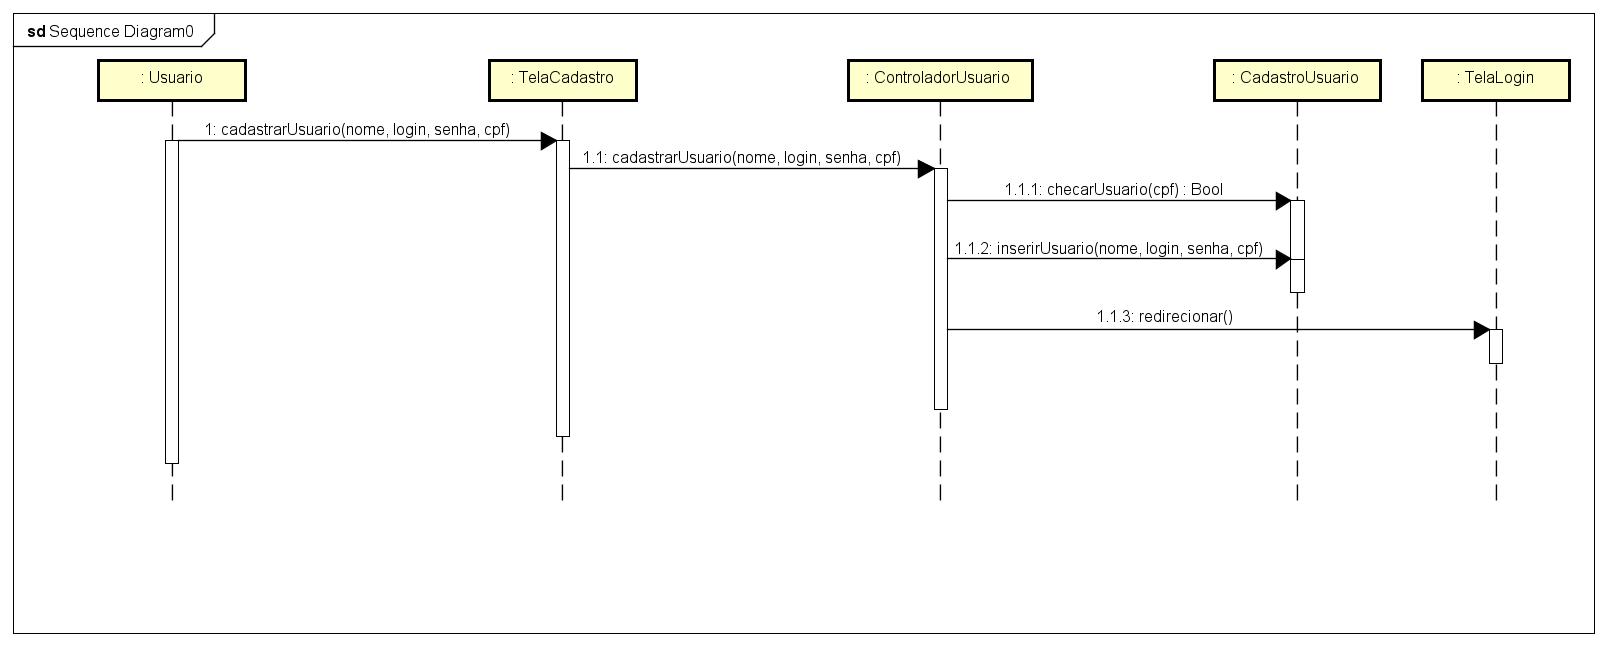 sd Sequence Diagram0
: Usuario
: TelaCadastro
: ControladorUsuario
: CadastroUsuario
: TelaLogin
1: cadastrarUsuario(nome, login, senha, cpf)
1.1: cadastrarUsuario(nome, login, senha, cpf)
1.1.1: checarUsuario(cpf) : Bool
1.1.2: inserirUsuario(nome, login, senha, cpf)
1.1.3: redirecionar()